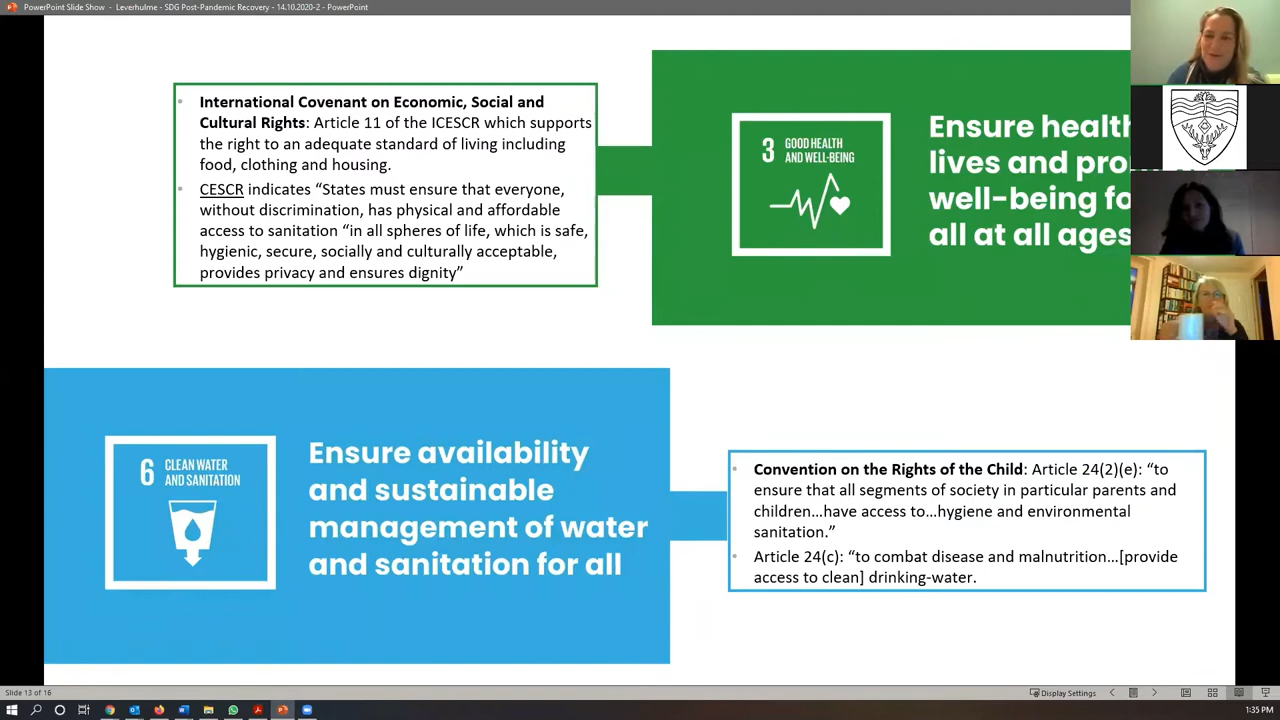 PowerPoint Slide Show - Leverhulme - SDG Post-Pandemic Recovery - 14.10.2020-2 - PowerPoint
• International Covenant on Economic, Social and
Cultural Rights: Article 11 of the ICESCR which supports
the right to an adequate standard of living including
food, clothing and housing.
• CESCR indicates “States must ensure that everyone,
without discrimination, has physical and affordable
access to sanitation “in all spheres of life, which is safe,
hygienic, secure, socially and culturally acceptable,
provides privacy and ensures dignity”
3 GOOD HEALTH
AND WELL-BEING
Ensure health
lives and pro
well-being fo
all at all ages
6 CLEAN WATER
AND SANITATION
Ensure availability
and sustainable
management of water
and sanitation for all
• Convention on the Rights of the Child: Article 24(2)(e): “to
ensure that all segments of society in particular parents and
children…have access to…hygiene and environmental
sanitation.”
• Article 24(c): “to combat disease and malnutrition…[provide
access to clean] drinking-water.
Slide 13 of 16
Display Settings
1:35 PM